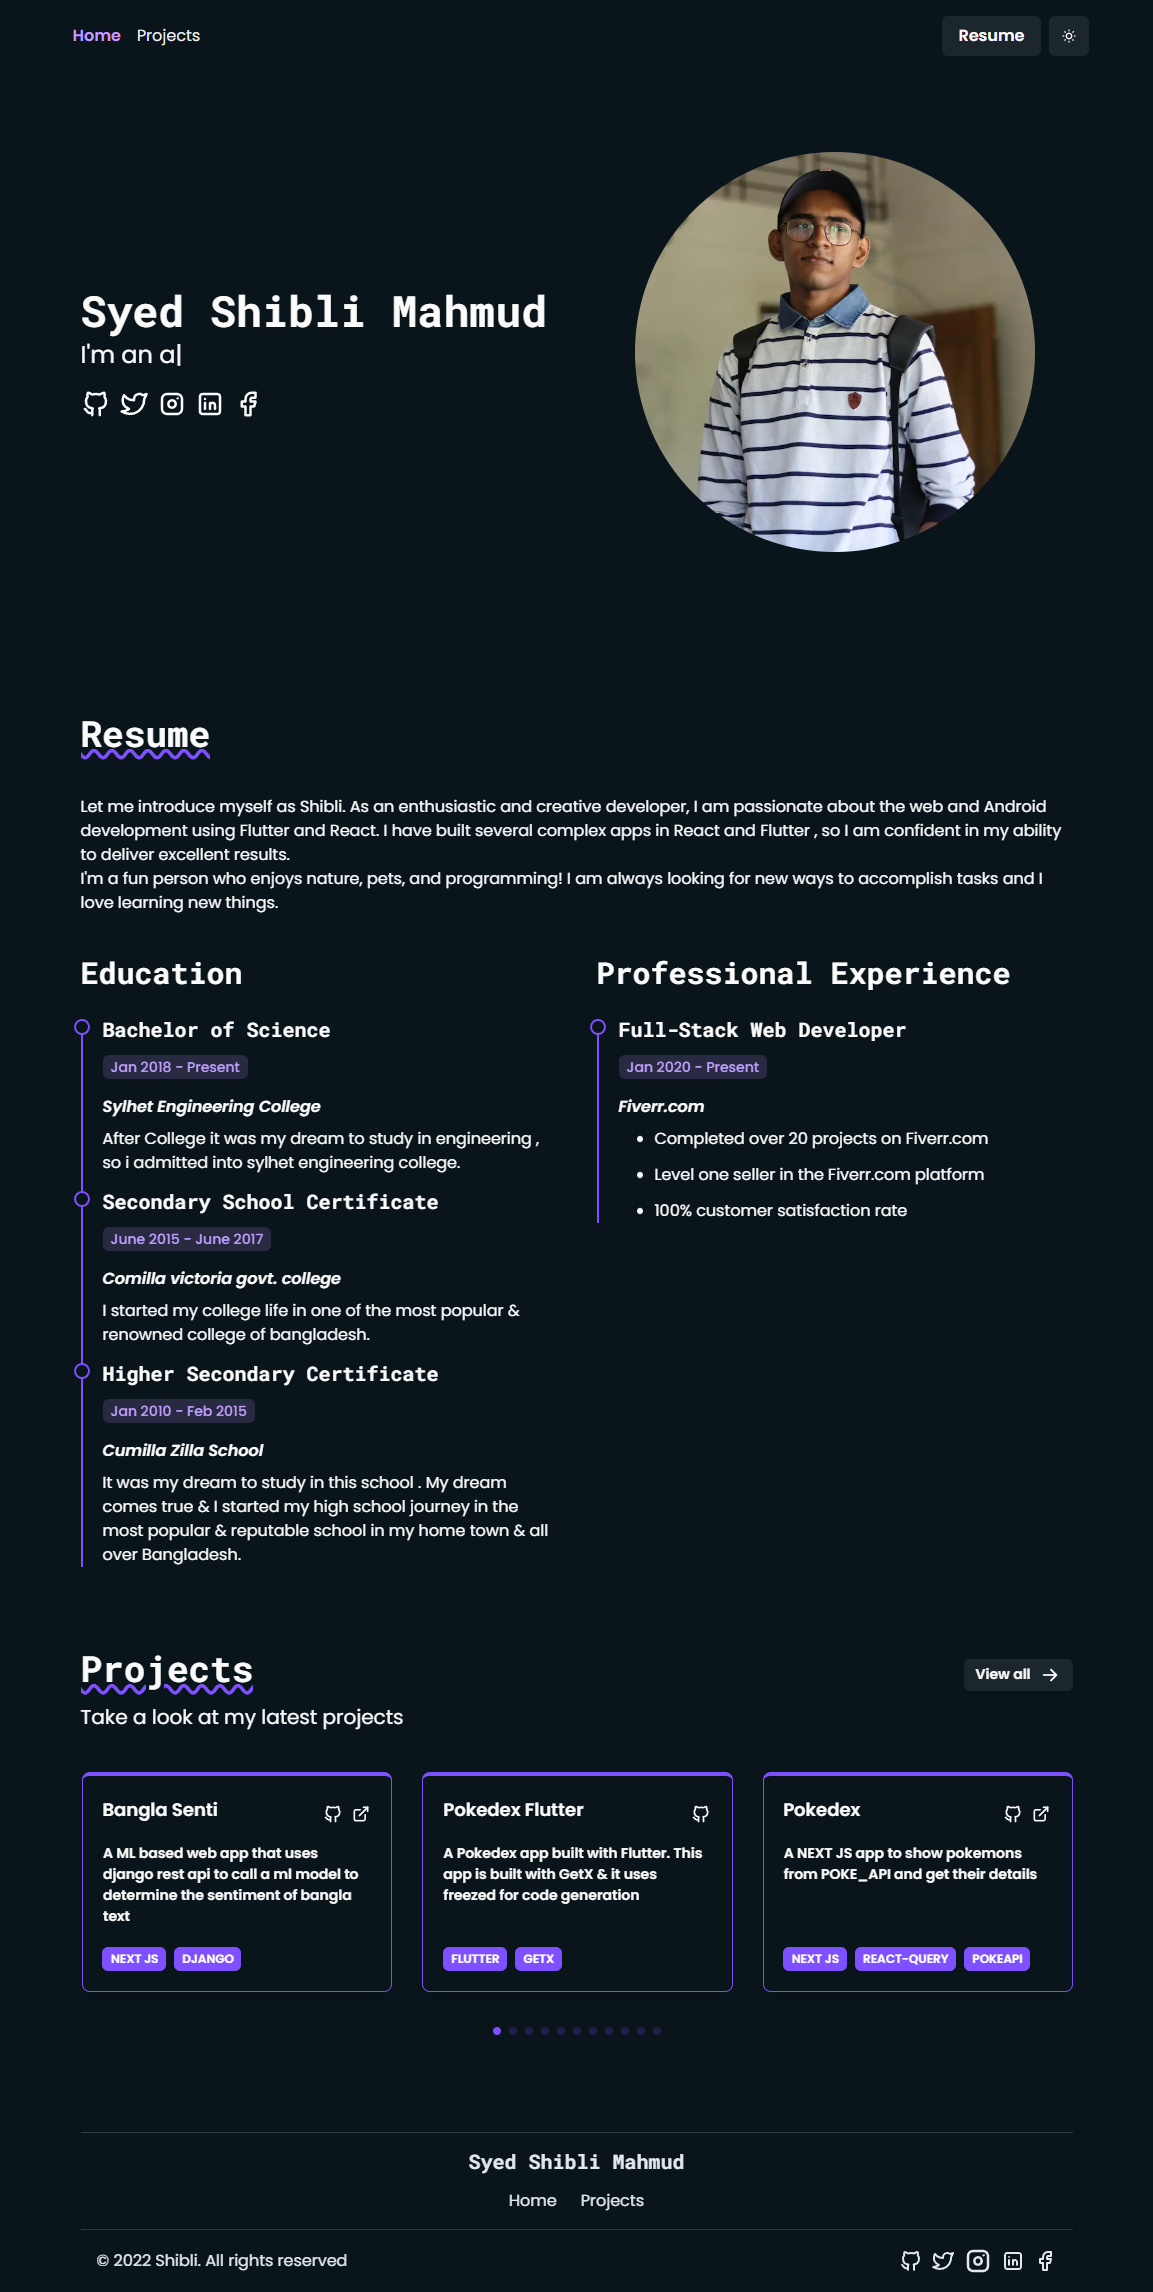 Home Projects Resume
Syed Shibli Mahmud
I'm an a|
Resume
Let me introduce myself as Shibli. As an enthusiastic and creative developer, I am passionate about the web and Android
development using Flutter and React. I have built several complex apps in React and Flutter , so I am confident in my ability
to deliver excellent results.
I'm a fun person who enjoys nature, pets, and programming! I am always looking for new ways to accomplish tasks and I
love learning new things.
Education
Bachelor of Science
Jan 2018 - Present
Sylhet Engineering College
After College it was my dream to study in engineering ,
so i admitted into sylhet engineering college.
Secondary School Certificate
June 2015 - June 2017
Comilla victoria govt. college
I started my college life in one of the most popular &
renowned college of bangladesh.
Higher Secondary Certificate
Jan 2010 - Feb 2015
Cumilla Zilla School
It was my dream to study in this school . My dream
comes true & I started my high school journey in the
most popular & reputable school in my home town & all
over Bangladesh.
Professional Experience
Full-Stack Web Developer
Jan 2020 - Present
Fiverr.com
• Completed over 20 projects on Fiverr.com
• Level one seller in the Fiverr.com platform
• 100% customer satisfaction rate
Projects
View all
Take a look at my latest projects
Bangla Senti
A ML based web app that uses
django rest api to call a ml model to
determine the sentiment of bangla
text
NEXT JS DJANGO
Pokedex Flutter
A Pokedex app built with Flutter. This
app is built with GetX & it uses
freezed for code generation
FLUTTER GETX
Pokedex
A NEXT JS app to show pokemons
from POKE_API and get their details
NEXT JS REACT-QUERY POKEAPI
Syed Shibli Mahmud
Home Projects
© 2022 Shibli. All rights reserved